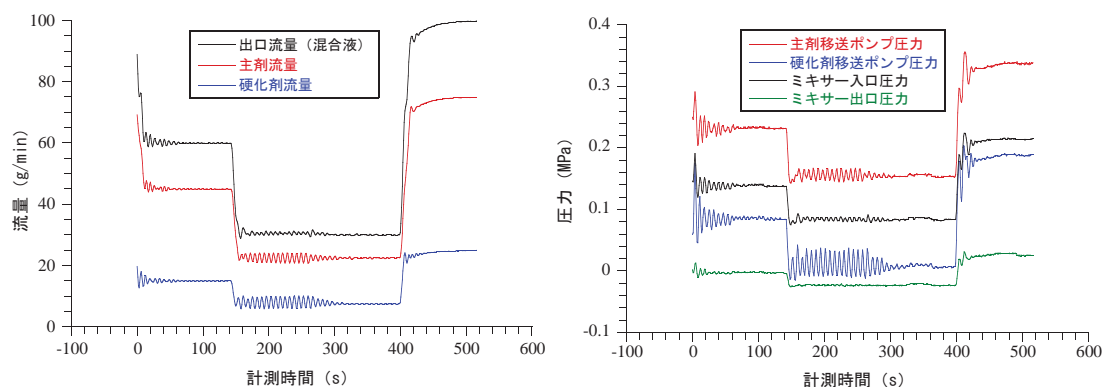 100
80
60
40
20
0
-100
0
100
200
300
400
500
600
流量（g/min）
計測時間（s）
出口流量（混合液）
主剤流量
硬化剤流量
0.4
0.3
0.2
0.1
0
-0.1
-100
0
100
200
300
400
500
600
圧力（MPa）
計測時間（s）
主剤移送ポンプ圧力
硬化剤移送ポンプ圧力
ミキサー入口圧力
ミキサー出口圧力